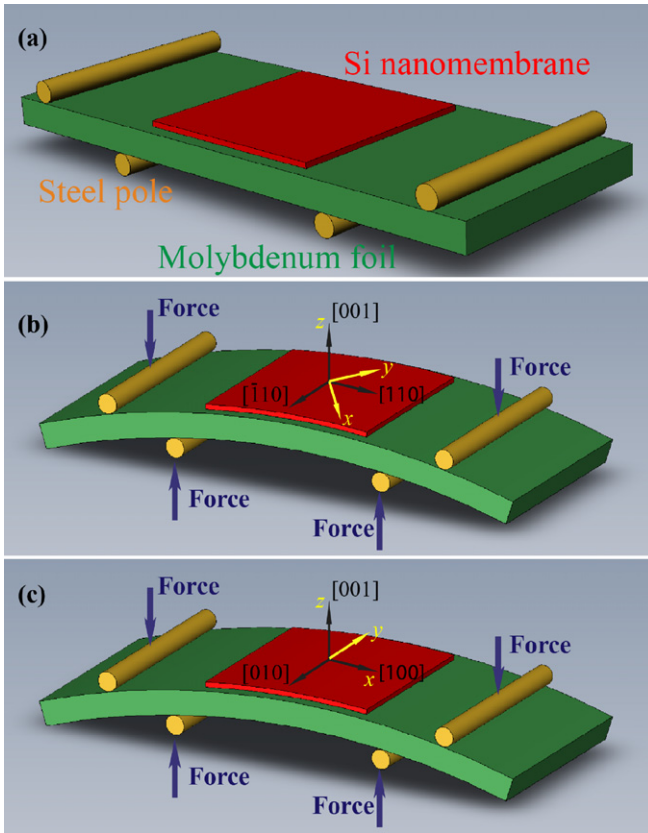 (a)
Si nanomembrane
Steel pole
Molybdenum foil
(b)
Force
z [001]
Force
y
[1̄10]
[110]
x
Force
Force
(c)
Force
z [001]
Force
y
[010]
x
[100]
Force
Force